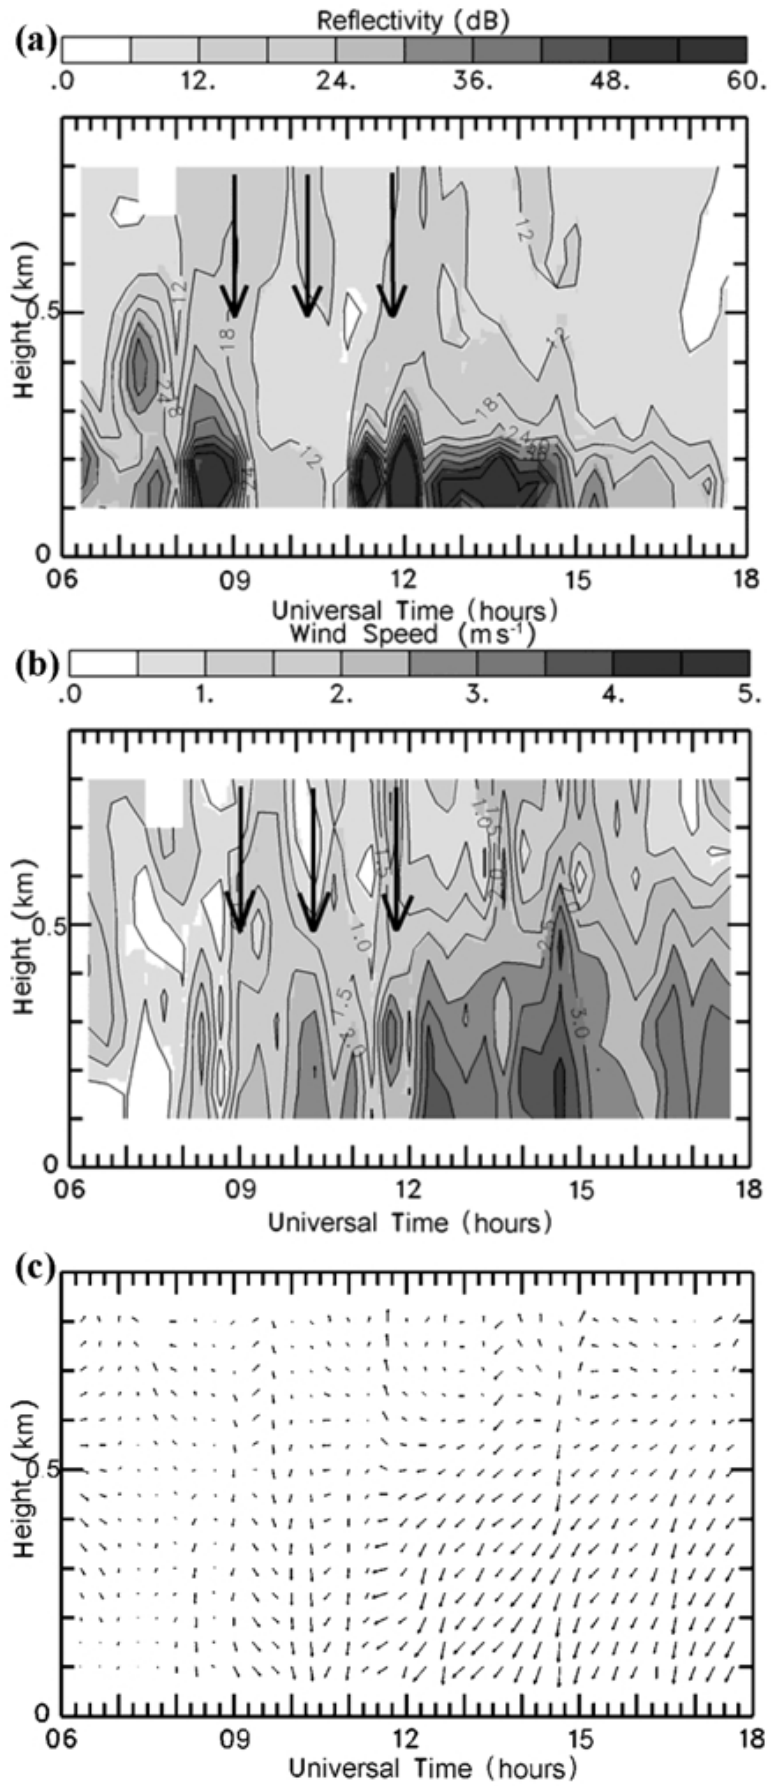 Reflectivity (dB)
(a)
.0 12. 24. 36. 48. 60.
Height (km)
0.5
0
12
18
24
18
12
24
12
18
24
12
06 09 12 15 18
Universal Time (hours)
Wind Speed (m s-1)
(b)
.0 1. 2. 3. 4. 5.
Height (km)
0.5
0
1.0
1.5
1.0
1.5
2.0
3.0
06 09 12 15 18
Universal Time (hours)
(c)
Height (km)
0.5
0
06 09 12 15 18
Universal Time (hours)